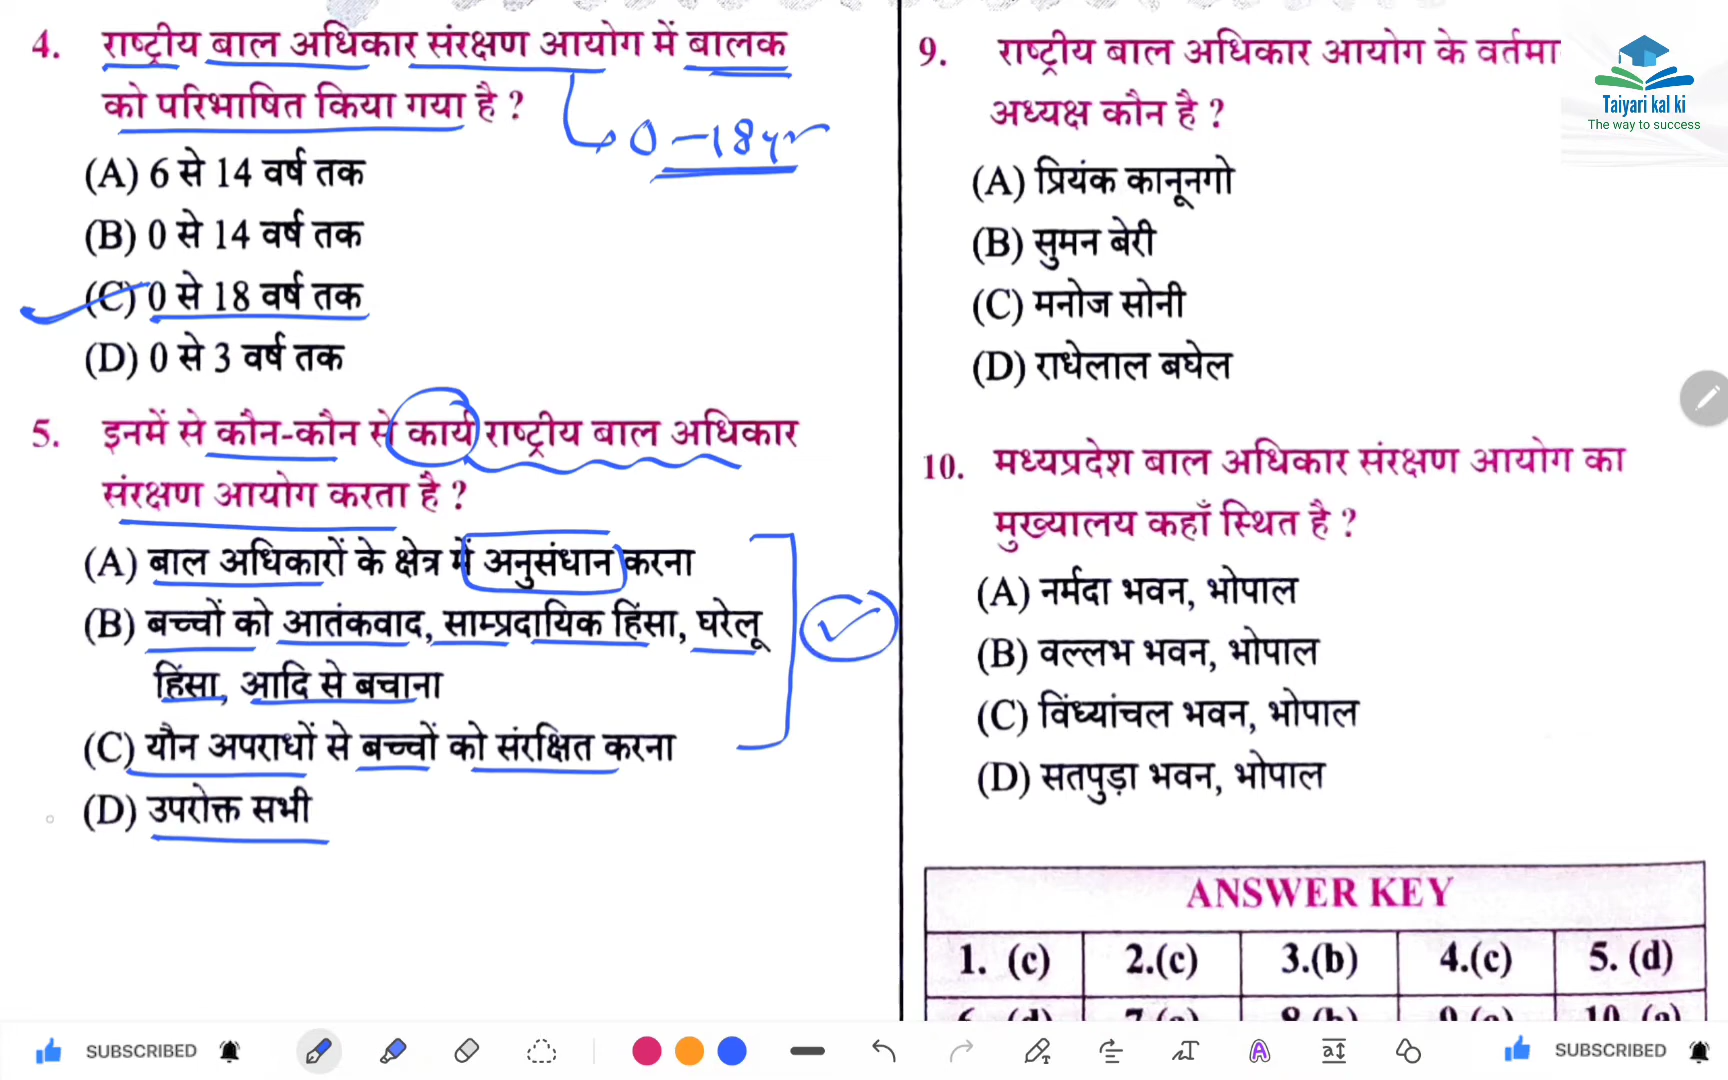 4. राष्ट्रीय बाल अधिकार संरक्षण आयोग में बालक
को परिभाषित किया गया है ?
0 – 18 yr
(A) 6 से 14 वर्ष तक
(B) 0 से 14 वर्ष तक
(C) 0 से 18 वर्ष तक
(D) 0 से 3 वर्ष तक
5. इनमें से कौन-कौन से कार्य राष्ट्रीय बाल अधिकार
संरक्षण आयोग करता है ?
(A) बाल अधिकारों के क्षेत्र में अनुसंधान करना
(B) बच्चों को आतंकवाद, साम्प्रदायिक हिंसा, घरेलू
हिंसा, आदि से बचाना
(C) यौन अपराधों से बच्चों को संरक्षित करना
(D) उपरोक्त सभी
9. राष्ट्रीय बाल अधिकार आयोग के वर्तमा
अध्यक्ष कौन है ?
(A) प्रियंक कानूनगो
(B) सुमन बेरी
(C) मनोज सोनी
(D) राधेलाल बघेल
10. मध्यप्रदेश बाल अधिकार संरक्षण आयोग का
मुख्यालय कहाँ स्थित है ?
(A) नर्मदा भवन, भोपाल
(B) वल्लभ भवन, भोपाल
(C) विंध्यांचल भवन, भोपाल
(D) सतपुड़ा भवन, भोपाल
ANSWER KEY
1. (c) 2.(c) 3.(b) 4.(c) 5. (d)
Taiyari kal ki
The way to success
SUBSCRIBED
SUBSCRIBED